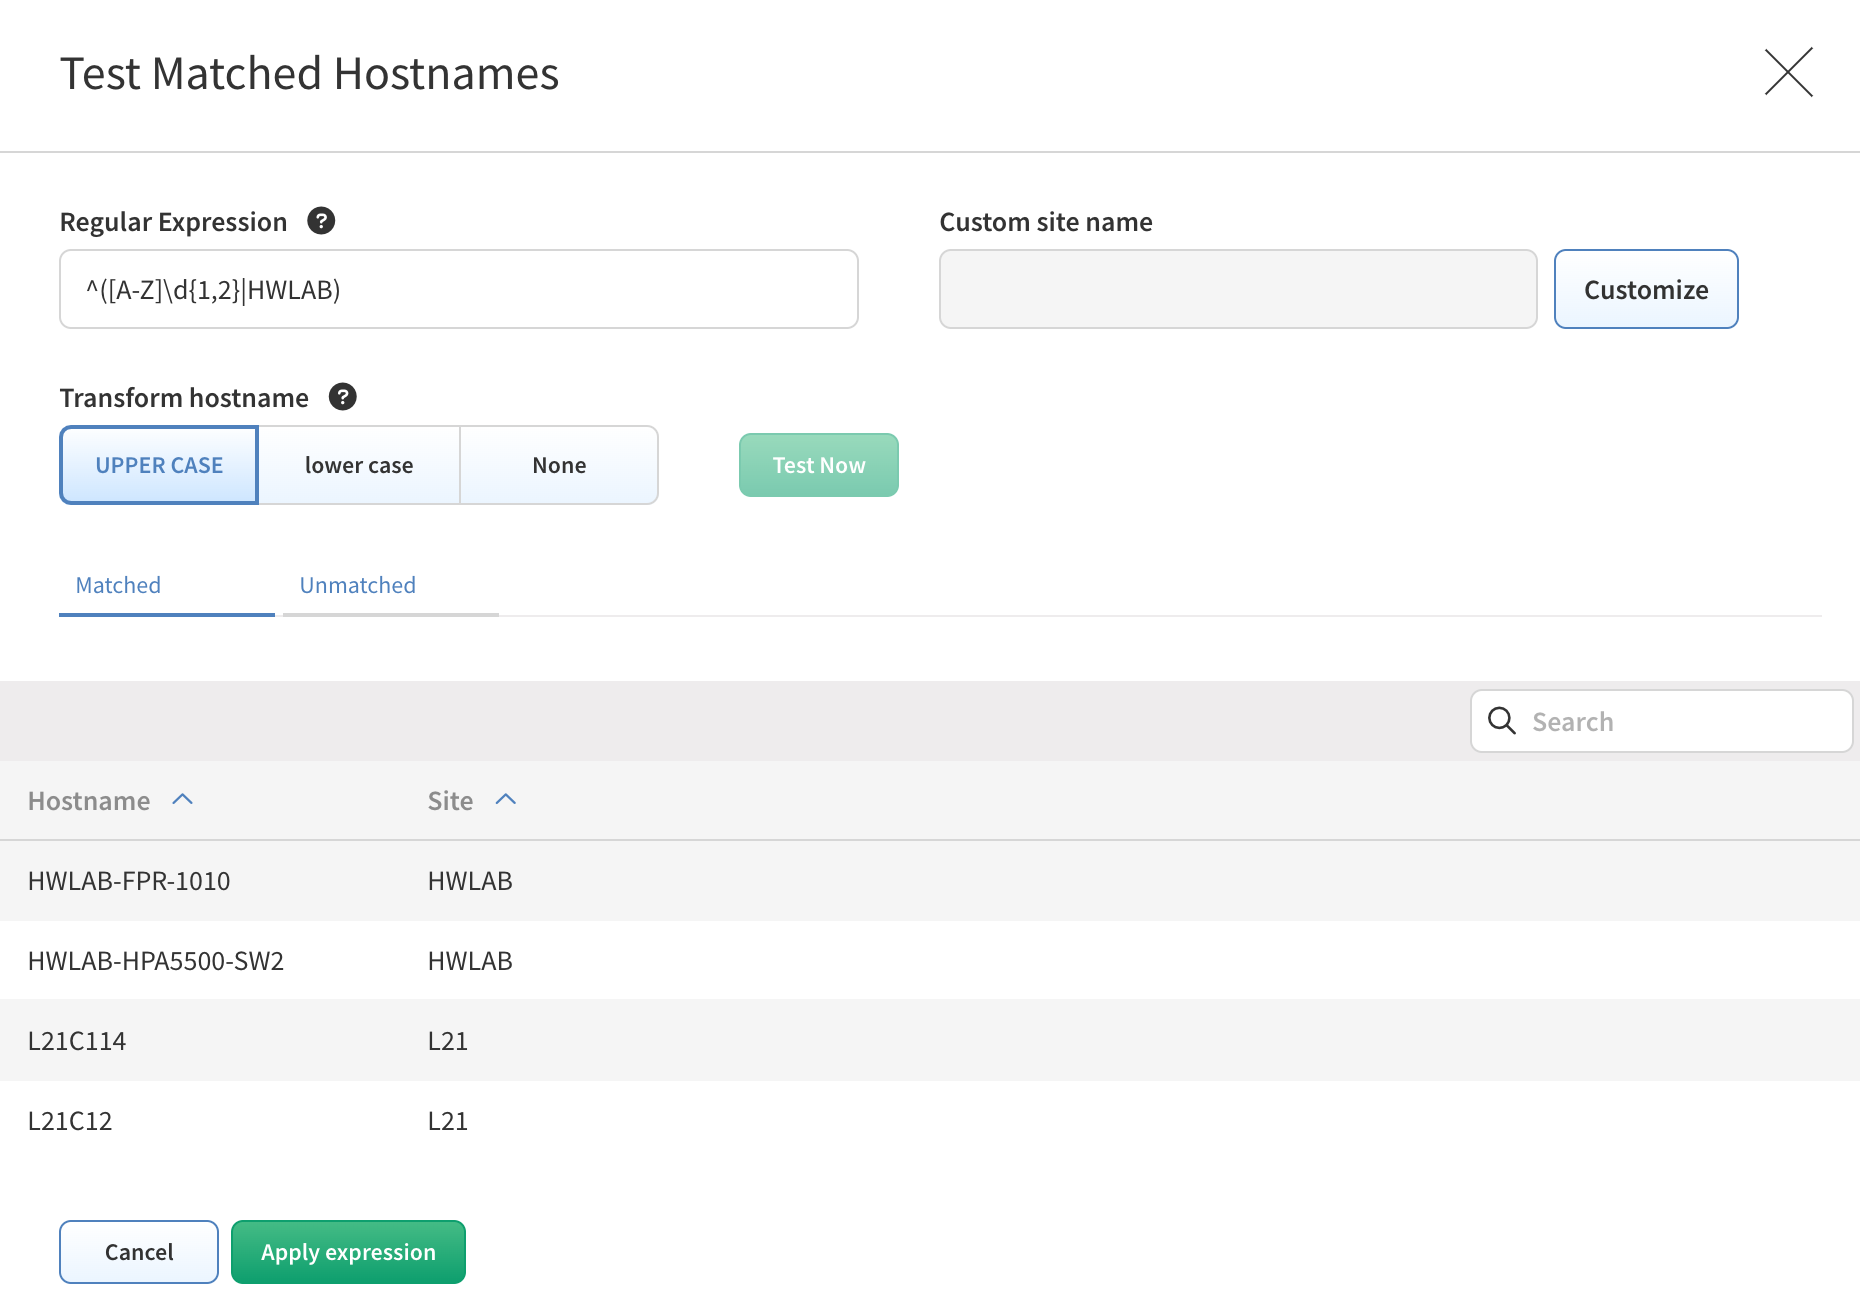 Test Matched Hostnames
Regular Expression ?
Custom site name
^([A-Z]\d{1,2}|HWLAB)
Customize
Transform hostname ?
UPPER CASE
lower case
None
Test Now
Matched
Unmatched
Search
Hostname
Site
HWLAB-FPR-1010
HWLAB
HWLAB-HPA5500-SW2
HWLAB
L21C114
L21
L21C12
L21
Cancel
Apply expression